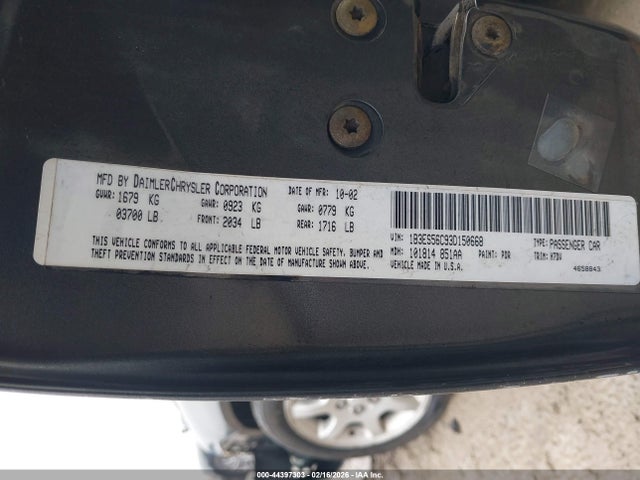 MFD BY DAIMLERCHRYSLER CORPORATION DATE OF MFR: 10-02
GVWR: 1679 KG GAWR: 0923 KG GAWR: 0779 KG
03700 LB FRONT: 2034 LB REAR: 1716 LB
THIS VEHICLE CONFORMS TO ALL APPLICABLE FEDERAL MOTOR VEHICLE SAFETY, BUMPER AND
THEFT PREVENTION STANDARDS IN EFFECT ON THE DATE OF MANUFACTURE SHOWN ABOVE.
VIN: 1B3ES56C93D150668 TYPE: PASSENGER CAR
MDH: 101814 051AA PAINT: PDR TRIM: K7DV
VEHICLE MADE IN U.S.A. 4658843
000-44397303 - 02/16/2026 - IAA